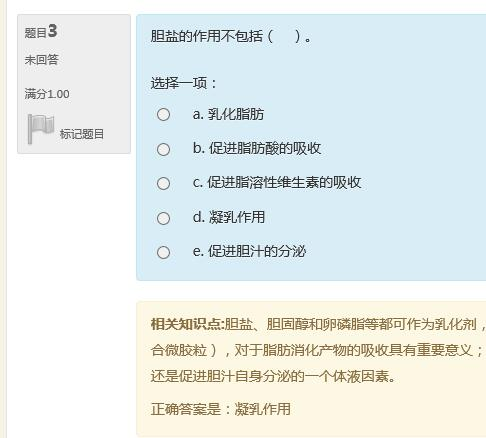 题目3
未回答
满分1.00
标记题目
胆盐的作用不包括（ ）。
选择一项：
a. 乳化脂肪
b. 促进脂肪酸的吸收
c. 促进脂溶性维生素的吸收
d. 凝乳作用
e. 促进胆汁的分泌
相关知识点:胆盐、胆固醇和卵磷脂等都可作为乳化剂，
合微胶粒），对于脂肪消化产物的吸收具有重要意义；
还是促进胆汁自身分泌的一个体液因素。
正确答案是：凝乳作用